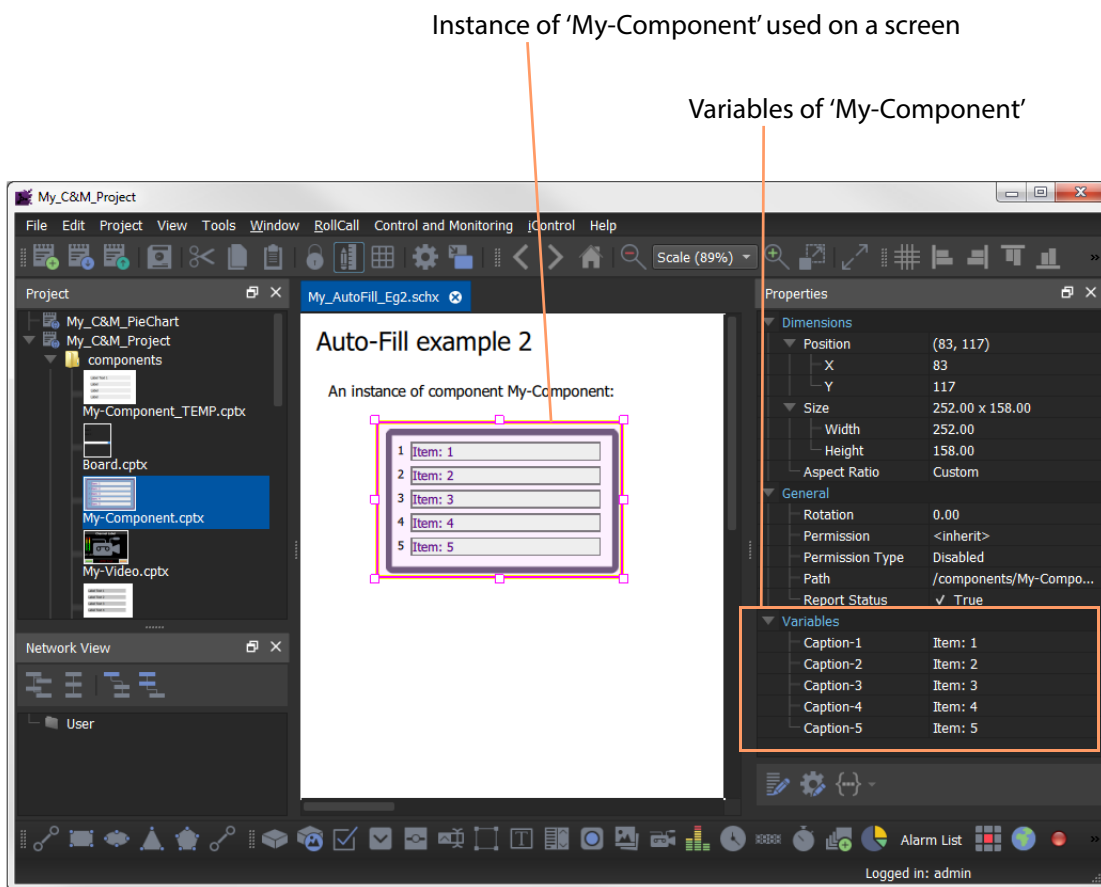 Instance of ‘My-Component’ used on a screen
Variables of ‘My-Component’
My_C&M_Project
File Edit Project View Tools Window RollCall Control and Monitoring iControl Help
Scale (89%)
Project
My_C&M_PieChart
My_C&M_Project
components
My-Component_TEMP.cptx
Board.cptx
My-Component.cptx
My-Video.cptx
Network View
User
My_AutoFill_Eg2.schx
Auto-Fill example 2
An instance of component My-Component:
1 Item: 1
2 Item: 2
3 Item: 3
4 Item: 4
5 Item: 5
Properties
Dimensions
Position (83, 117)
X 83
Y 117
Size 252.00 x 158.00
Width 252.00
Height 158.00
Aspect Ratio Custom
General
Rotation 0.00
Permission <inherit>
Permission Type Disabled
Path /components/My-Compo...
Report Status ✓ True
Variables
Caption-1 Item: 1
Caption-2 Item: 2
Caption-3 Item: 3
Caption-4 Item: 4
Caption-5 Item: 5
Alarm List
Logged in: admin